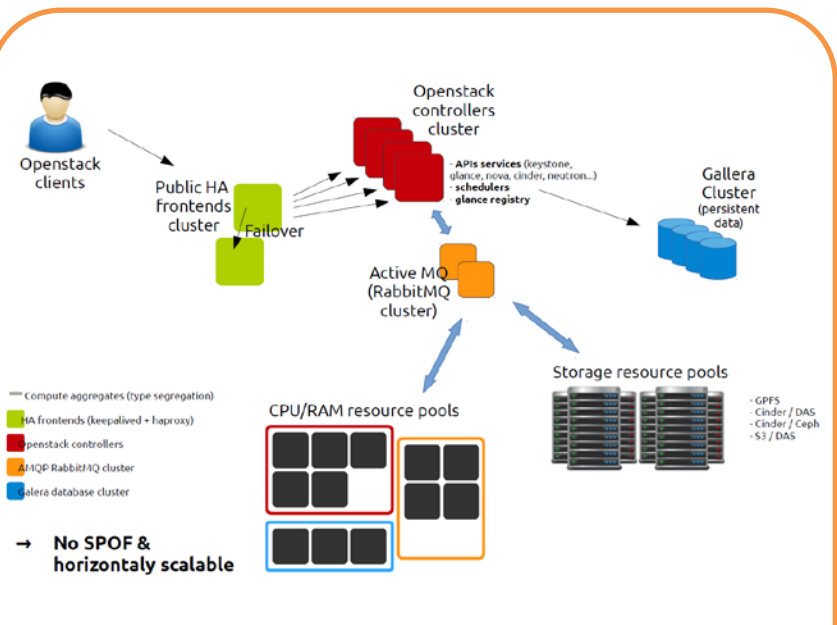 Openstack
clients
Public HA
frontends
cluster
Failover
Openstack
controllers
cluster
- APIs services (keystone,
glance, nova, cinder, neutron...)
- schedulers
- glance registry
Gallera
Cluster
(persistent
data)
Active MQ
(RabbitMQ
cluster)
Storage resource pools
- GPFS
- Cinder / DAS
- Cinder / Ceph
- S3 / DAS
CPU/RAM resource pools
Compute aggregates (type segregation)
HA frontends (keepalived + haproxy)
Openstack controllers
AMQP RabbitMQ cluster
Galera database cluster
→ No SPOF &
horizontaly scalable